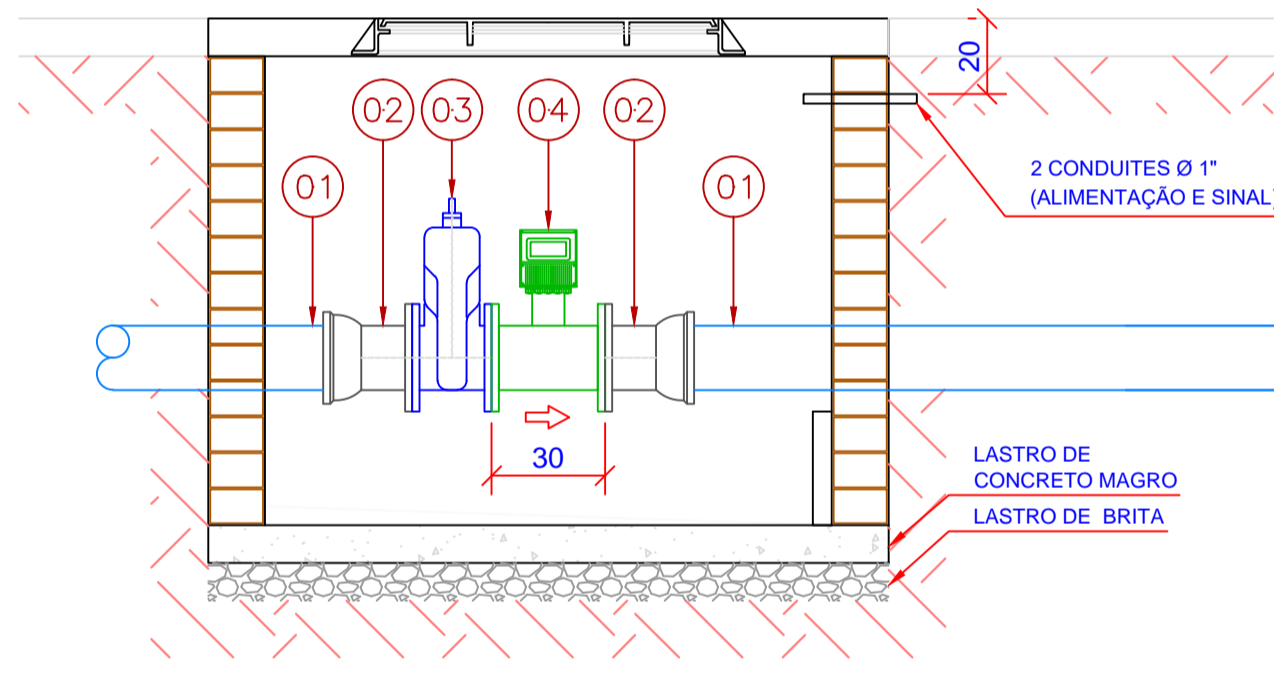 20
02
03
04
02
01
01
2 CONDUITES Ø 1"
(ALIMENTAÇÃO E SINAL)
30
LASTRO DE
CONCRETO MAGRO
LASTRO DE BRITA